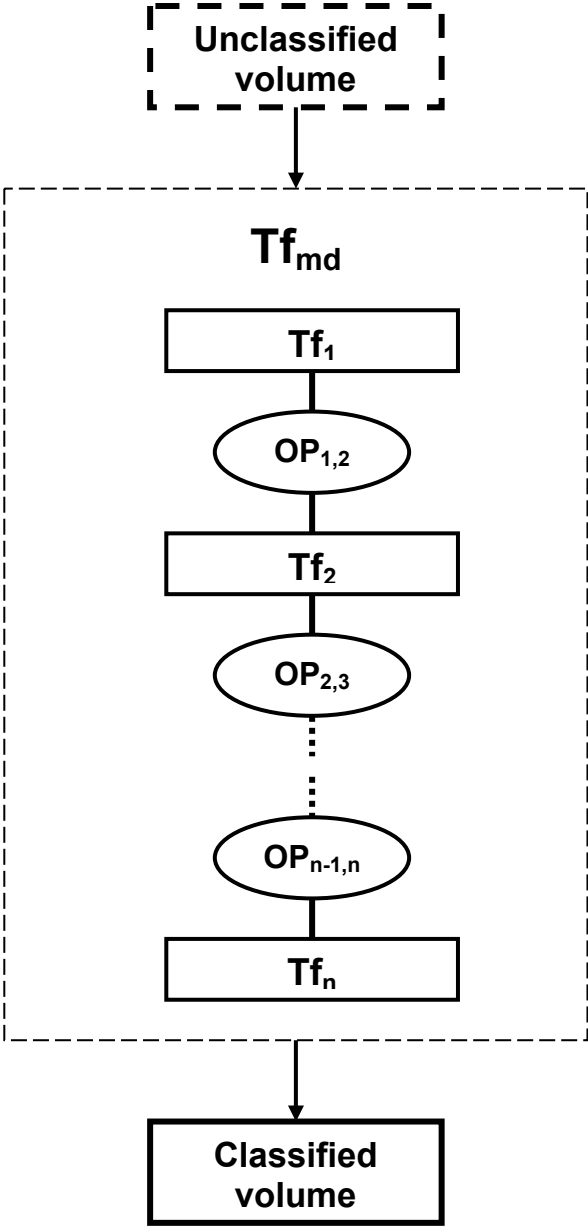 Unclassified
volume
Tfmd
Tf1
OP1,2
Tf2
OP2,3
OPn-1,n
Tfn
Classified
volume